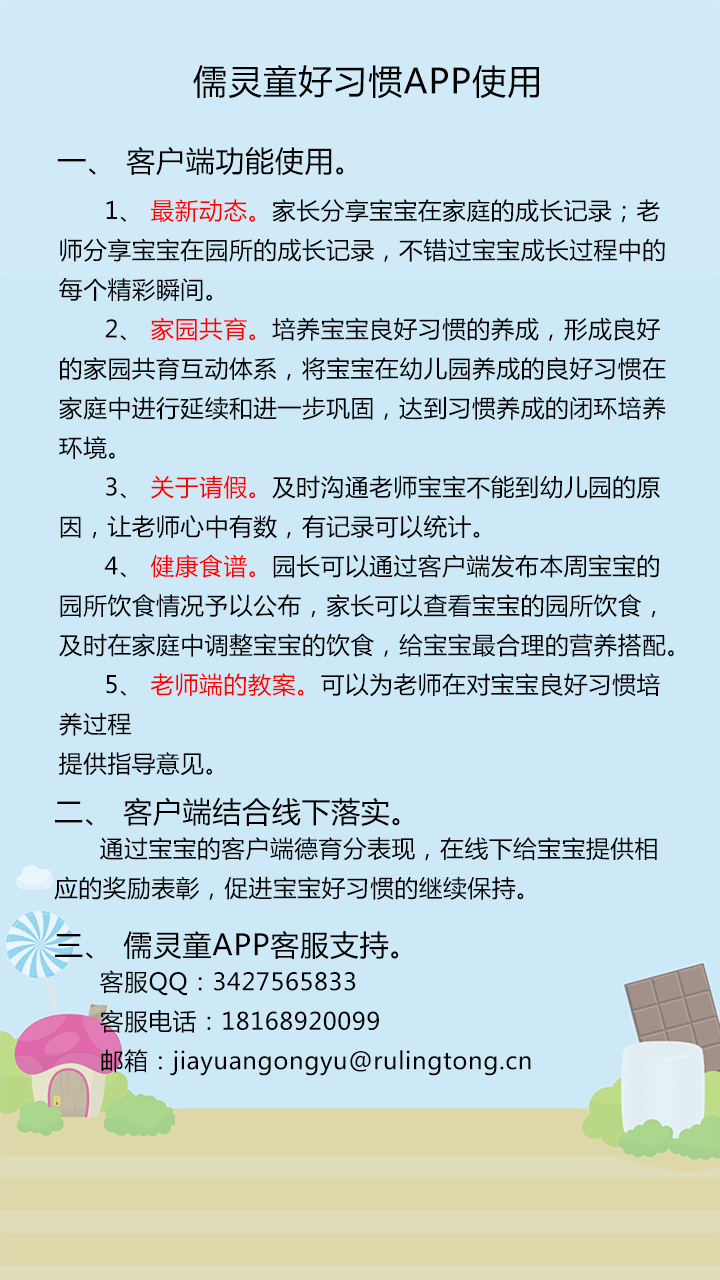 儒灵童好习惯APP使用
一、 客户端功能使用。
1、 最新动态。家长分享宝宝在家庭的成长记录；老
师分享宝宝在园所的成长记录，不错过宝宝成长过程中的
每个精彩瞬间。
2、 家园共育。培养宝宝良好习惯的养成，形成良好
的家园共育互动体系，将宝宝在幼儿园养成的良好习惯在
家庭中进行延续和进一步巩固，达到习惯养成的闭环培养
环境。
3、 关于请假。及时沟通老师宝宝不能到幼儿园的原
因，让老师心中有数，有记录可以统计。
4、 健康食谱。园长可以通过客户端发布本周宝宝的
园所饮食情况予以公布，家长可以查看宝宝的园所饮食，
及时在家庭中调整宝宝的饮食，给宝宝最合理的营养搭配。
5、 老师端的教案。可以为老师在对宝宝良好习惯培
养过程
提供指导意见。
二、 客户端结合线下落实。
通过宝宝的客户端德育分表现，在线下给宝宝提供相
应的奖励表彰，促进宝宝好习惯的继续保持。
三、 儒灵童APP客服支持。
客服QQ：3427565833
客服电话：18168920099
邮箱：jiayuangongyu@rulingtong.cn